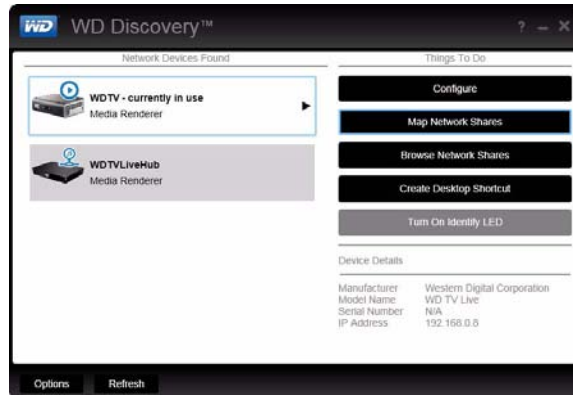 WD WD Discovery™ ? – X
Network Devices Found
WDTV - currently in use
Media Renderer
WDTVLiveHub
Media Renderer
Things To Do
Configure
Map Network Shares
Browse Network Shares
Create Desktop Shortcut
Turn On Identify LED
Device Details
Manufacturer Western Digital Corporation
Model Name WD TV Live
Serial Number N/A
IP Address 192.168.0.8
Options Refresh